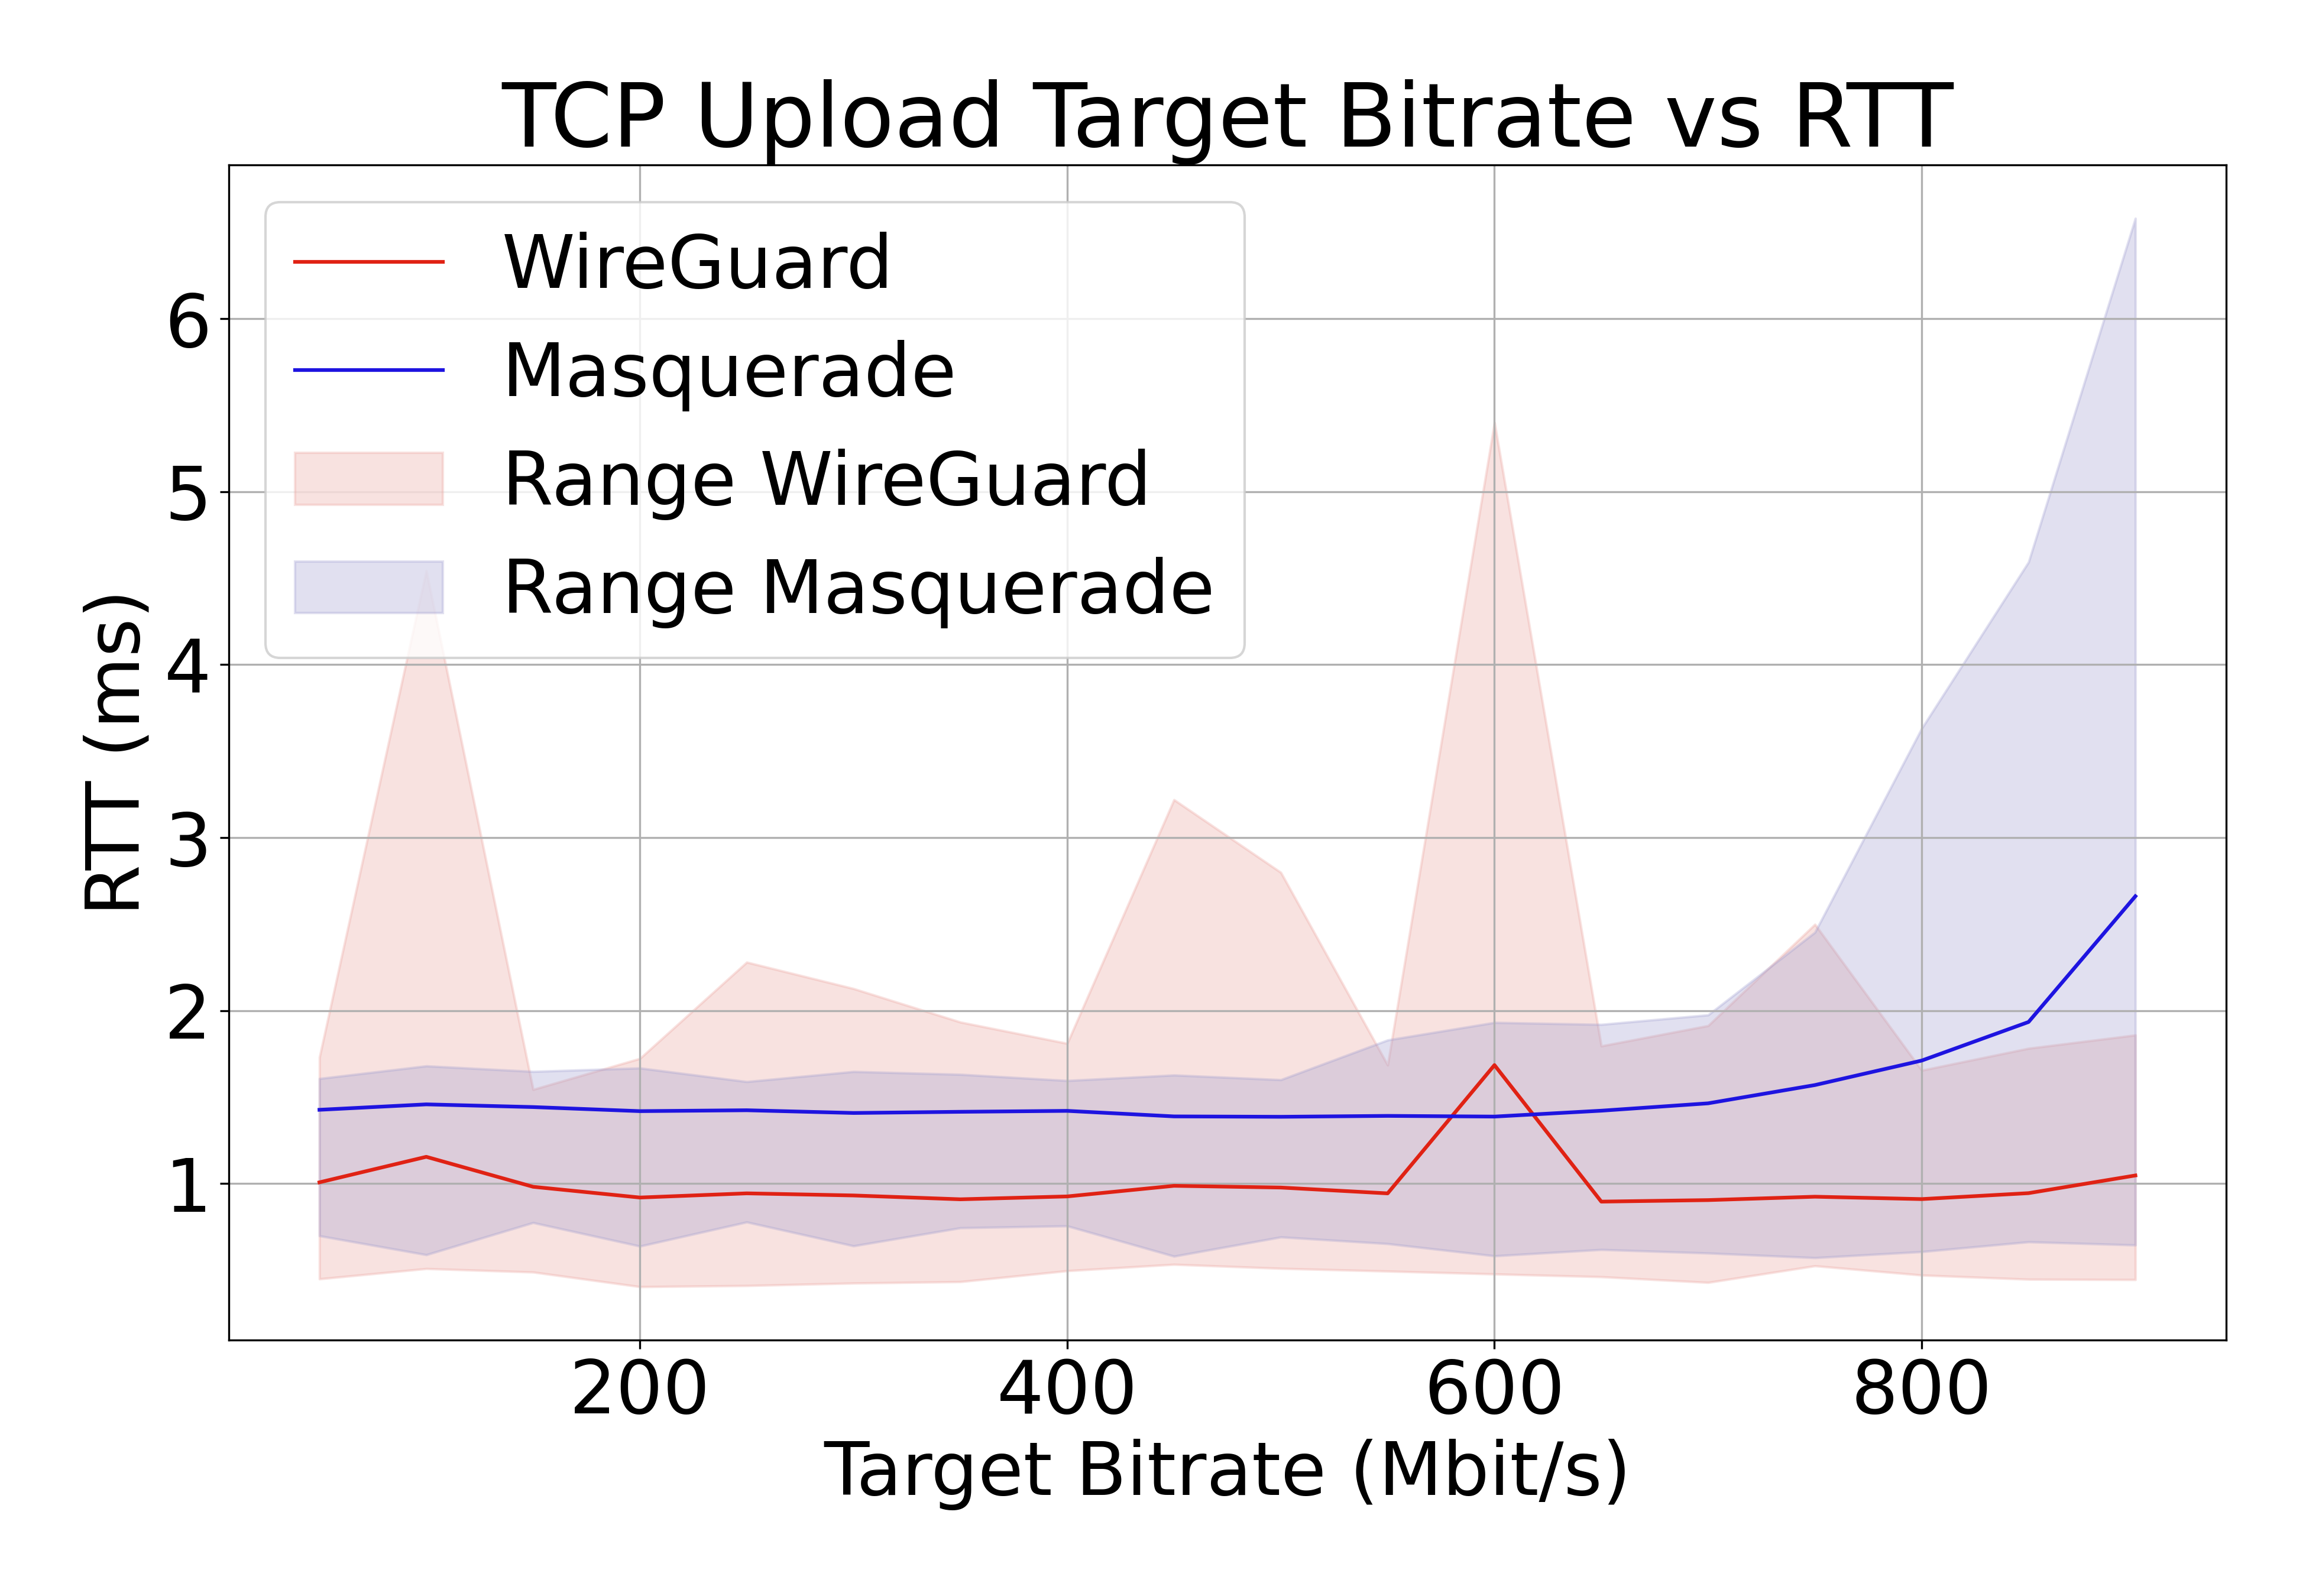 TCP Upload Target Bitrate vs RTT
WireGuard
Masquerade
Range WireGuard
Range Masquerade
6
5
4
3
2
1
RTT (ms)
200 400 600 800
Target Bitrate (Mbit/s)